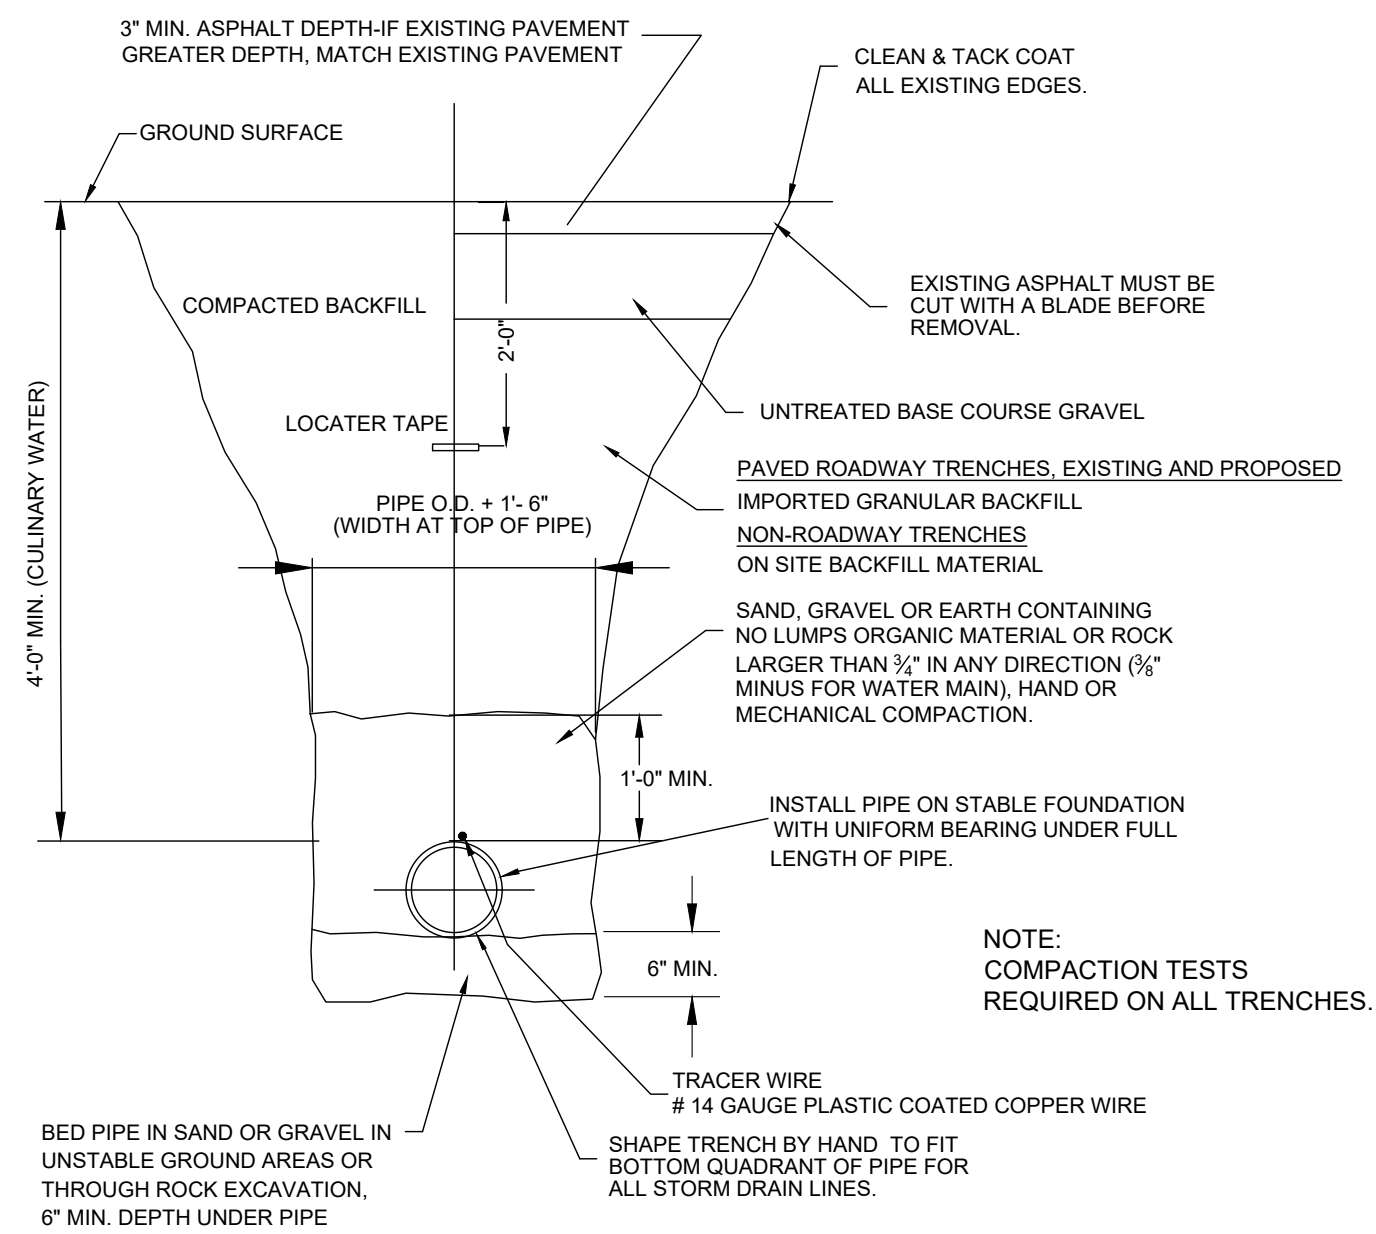 3" MIN. ASPHALT DEPTH-IF EXISTING PAVEMENT
GREATER DEPTH, MATCH EXISTING PAVEMENT
CLEAN & TACK COAT
ALL EXISTING EDGES.
GROUND SURFACE
EXISTING ASPHALT MUST BE
CUT WITH A BLADE BEFORE
REMOVAL.
COMPACTED BACKFILL
2'-0"
UNTREATED BASE COURSE GRAVEL
LOCATER TAPE
4'-0" MIN. (CULINARY WATER)
PAVED ROADWAY TRENCHES, EXISTING AND PROPOSED
IMPORTED GRANULAR BACKFILL
NON-ROADWAY TRENCHES
ON SITE BACKFILL MATERIAL
PIPE O.D. + 1'- 6"
(WIDTH AT TOP OF PIPE)
SAND, GRAVEL OR EARTH CONTAINING
NO LUMPS ORGANIC MATERIAL OR ROCK
LARGER THAN ¾" IN ANY DIRECTION (⅜"
MINUS FOR WATER MAIN), HAND OR
MECHANICAL COMPACTION.
1'-0" MIN.
INSTALL PIPE ON STABLE FOUNDATION
WITH UNIFORM BEARING UNDER FULL
LENGTH OF PIPE.
6" MIN.
NOTE:
COMPACTION TESTS
REQUIRED ON ALL TRENCHES.
TRACER WIRE
# 14 GAUGE PLASTIC COATED COPPER WIRE
BED PIPE IN SAND OR GRAVEL IN
UNSTABLE GROUND AREAS OR
THROUGH ROCK EXCAVATION,
6" MIN. DEPTH UNDER PIPE
SHAPE TRENCH BY HAND TO FIT
BOTTOM QUADRANT OF PIPE FOR
ALL STORM DRAIN LINES.